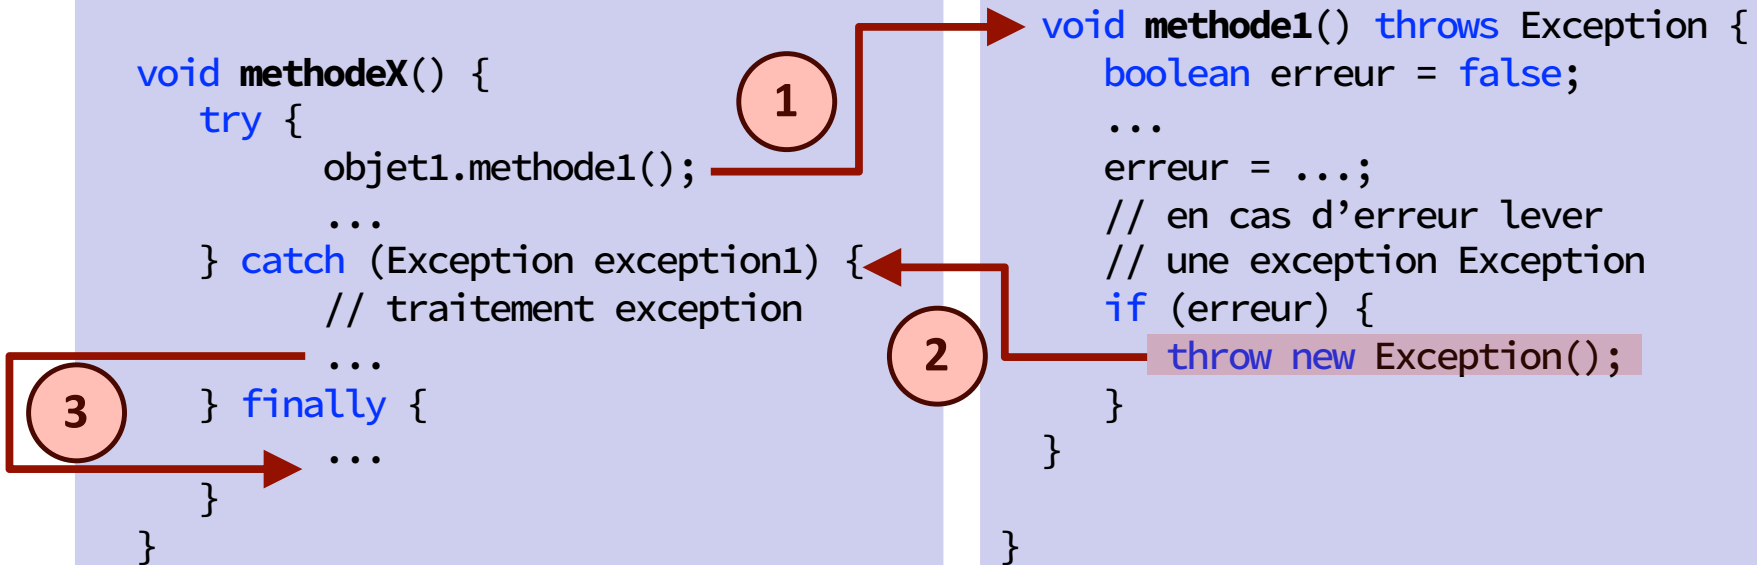 void methodeX() {
try {
objet1.methode1();
...
} catch (Exception exception1) {
// traitement exception
...
} finally {
...
}
}
1
2
3
void methode1() throws Exception {
boolean erreur = false;
...
erreur = ...;
// en cas d’erreur lever
// une exception Exception
if (erreur) {
throw new Exception();
}
}
}